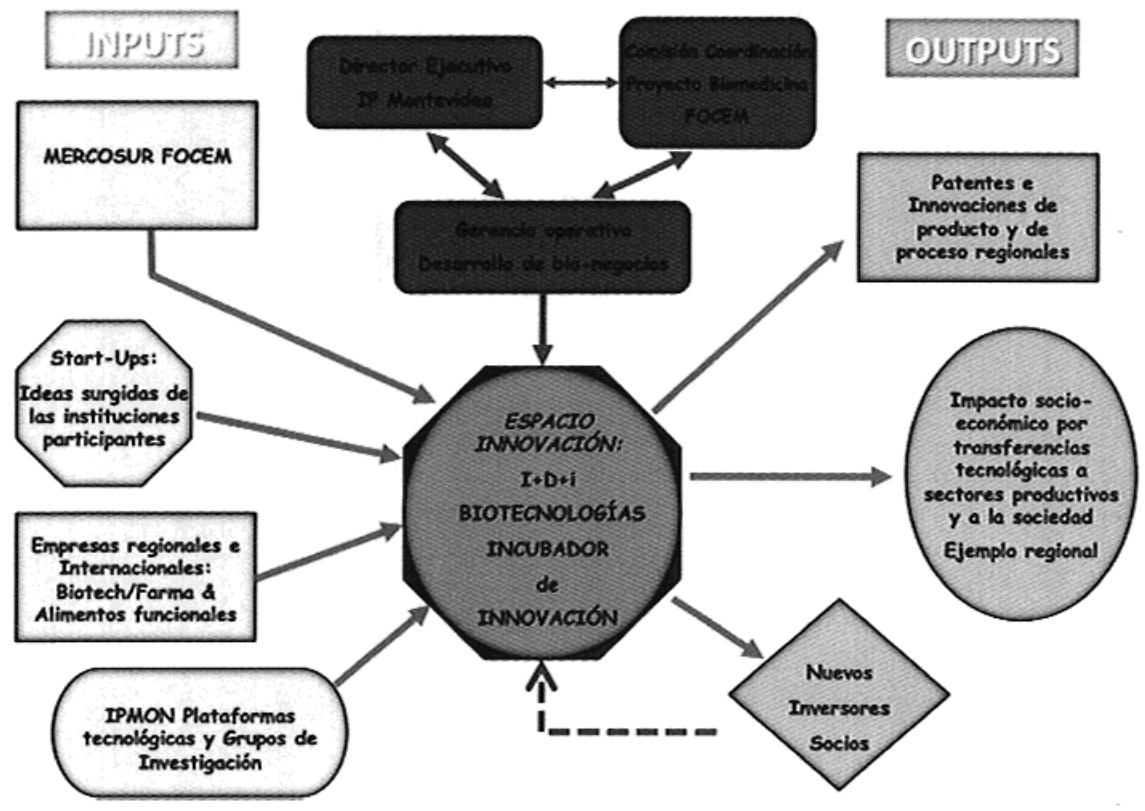 INPUTS
OUTPUTS
Director Ejecutivo
IP Montevideo
Comisión Coordinación
Proyecto Biomedicina
FOCEM
Gerencia operativa
Desarrollo de bio-negocios
MERCOSUR FOCEM
Start-Ups:
Ideas surgidas de
las instituciones
participantes
Empresas regionales e
Internacionales:
Biotech/Farma &
Alimentos funcionales
IPMON Plataformas
tecnológicas y Grupos de
Investigación
ESPACIO
INNOVACIÓN:
I+D+i
BIOTECNOLOGÍAS
INCUBADOR
de
INNOVACIÓN
Patentes e
Innovaciones de
producto y de
proceso regionales
Impacto socio-
económico por
transferencias
tecnológicas a
sectores productivos
y a la sociedad
Ejemplo regional
Nuevos
Inversores
Socios